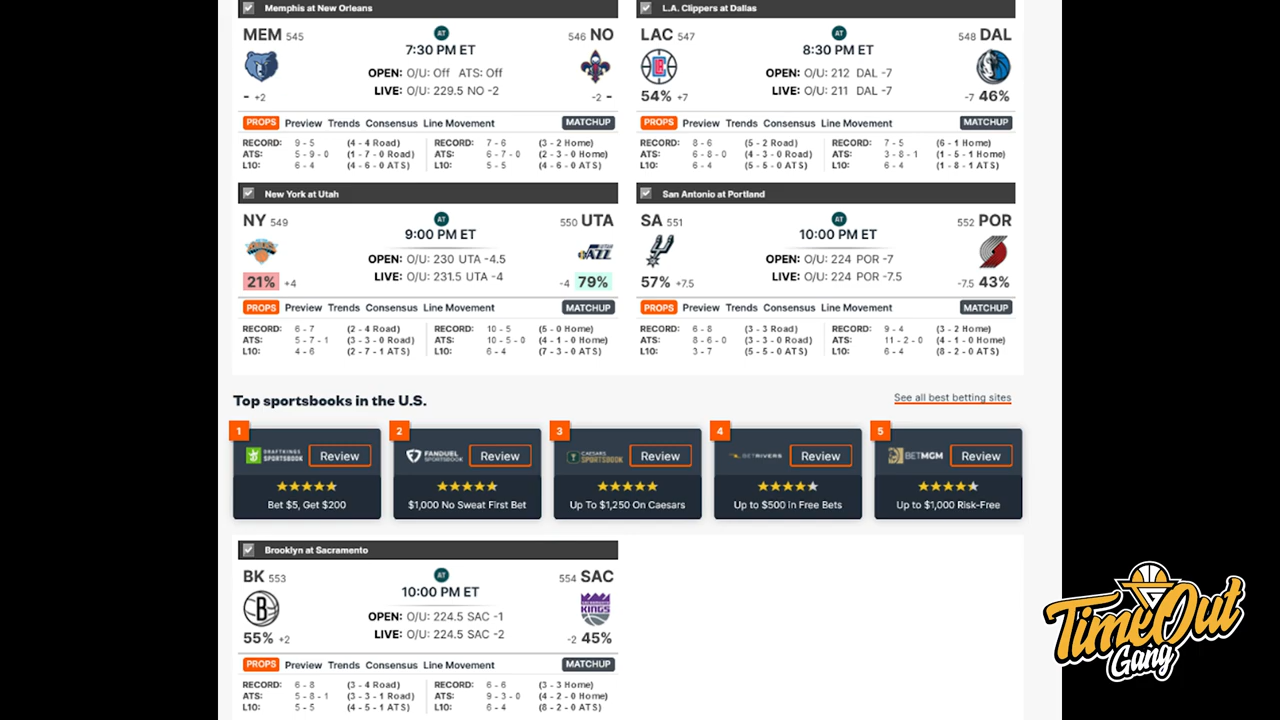 Memphis at New Orleans
MEM 545
AT
7:30 PM ET
546 NO
OPEN: O/U: Off ATS: Off
LIVE: O/U: 229.5 NO -2
- +2
-2 -
PROPS Preview Trends Consensus Line Movement MATCHUP
RECORD: 9 - 5 (4 - 4 Road) RECORD: 7 - 6 (3 - 2 Home)
ATS: 5 - 9 - 0 (1 - 7 - 0 Road) ATS: 6 - 7 - 0 (2 - 3 - 0 Home)
L10: 6 - 4 (4 - 6 - 0 ATS) L10: 5 - 5 (4 - 6 - 0 ATS)
L.A. Clippers at Dallas
LAC 547
AT
8:30 PM ET
548 DAL
OPEN: O/U: 212 DAL -7
LIVE: O/U: 211 DAL -7
54% +7
-7 46%
PROPS Preview Trends Consensus Line Movement MATCHUP
RECORD: 8 - 6 (5 - 2 Road) RECORD: 7 - 5 (6 - 1 Home)
ATS: 6 - 8 - 0 (4 - 3 - 0 Road) ATS: 3 - 8 - 1 (1 - 5 - 1 Home)
L10: 6 - 4 (5 - 5 - 0 ATS) L10: 6 - 4 (1 - 8 - 1 ATS)
New York at Utah
NY 549
AT
9:00 PM ET
550 UTA
JAZZ
OPEN: O/U: 230 UTA -4.5
LIVE: O/U: 231.5 UTA -4
21% +4
-4 79%
PROPS Preview Trends Consensus Line Movement MATCHUP
RECORD: 6 - 7 (2 - 4 Road) RECORD: 10 - 5 (5 - 0 Home)
ATS: 5 - 7 - 1 (3 - 3 - 0 Road) ATS: 10 - 5 - 0 (4 - 1 - 0 Home)
L10: 4 - 6 (2 - 7 - 1 ATS) L10: 6 - 4 (7 - 3 - 0 ATS)
San Antonio at Portland
SA 551
AT
10:00 PM ET
552 POR
OPEN: O/U: 224 POR -7
LIVE: O/U: 224 POR -7.5
57% +7.5
-7.5 43%
PROPS Preview Trends Consensus Line Movement MATCHUP
RECORD: 6 - 8 (3 - 3 Road) RECORD: 9 - 4 (3 - 2 Home)
ATS: 8 - 6 - 0 (3 - 3 - 0 Road) ATS: 11 - 2 - 0 (4 - 1 - 0 Home)
L10: 3 - 7 (5 - 5 - 0 ATS) L10: 6 - 4 (8 - 2 - 0 ATS)
Top sportsbooks in the U.S.
See all best betting sites
1
DRAFTKINGS SPORTSBOOK Review
Bet $5, Get $200
2
FANDUEL SPORTSBOOK Review
$1,000 No Sweat First Bet
3
CAESARS SPORTSBOOK Review
Up To $1,250 On Caesars
4
BETRIVERS Review
Up to $500 in Free Bets
5
BETMGM Review
Up to $1,000 Risk-Free
Brooklyn at Sacramento
BK 553
AT
10:00 PM ET
554 SAC
B
KINGS
OPEN: O/U: 224.5 SAC -1
LIVE: O/U: 224.5 SAC -2
55% +2
-2 45%
PROPS Preview Trends Consensus Line Movement MATCHUP
RECORD: 6 - 8 (3 - 4 Road) RECORD: 6 - 6 (3 - 3 Home)
ATS: 5 - 8 - 1 (3 - 3 - 1 Road) ATS: 9 - 3 - 0 (4 - 2 - 0 Home)
L10: 5 - 5 (4 - 5 - 1 ATS) L10: 6 - 4 (8 - 2 - 0 ATS)
TimeOut
Gang